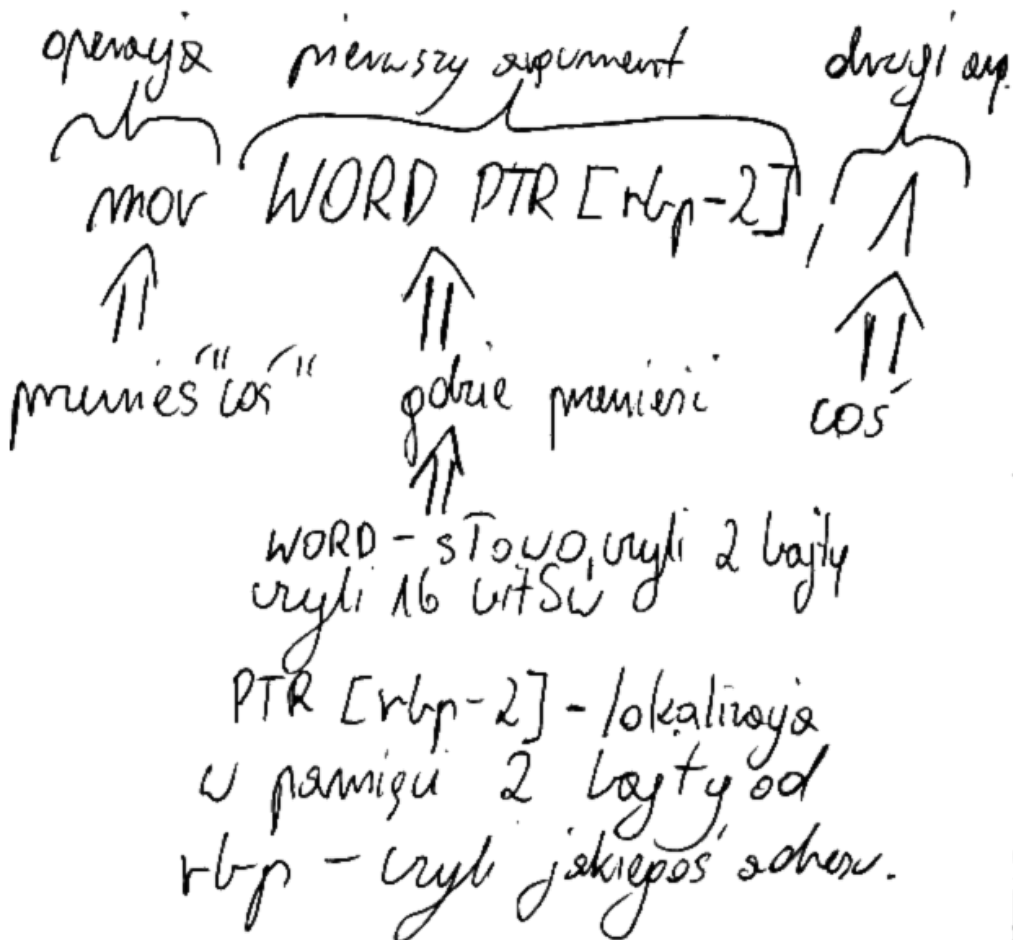 operacja pierwszy argument drugi arg.
mov WORD PTR [rbp-2], 1
przenieś "coś" gdzie przenieść coś
WORD - słowo, czyli 2 bajty
czyli 16 bitów
PTR [rbp-2] - lokalizacja
w pamięci 2 bajty od
rbp - czyli jakiegoś adresu.